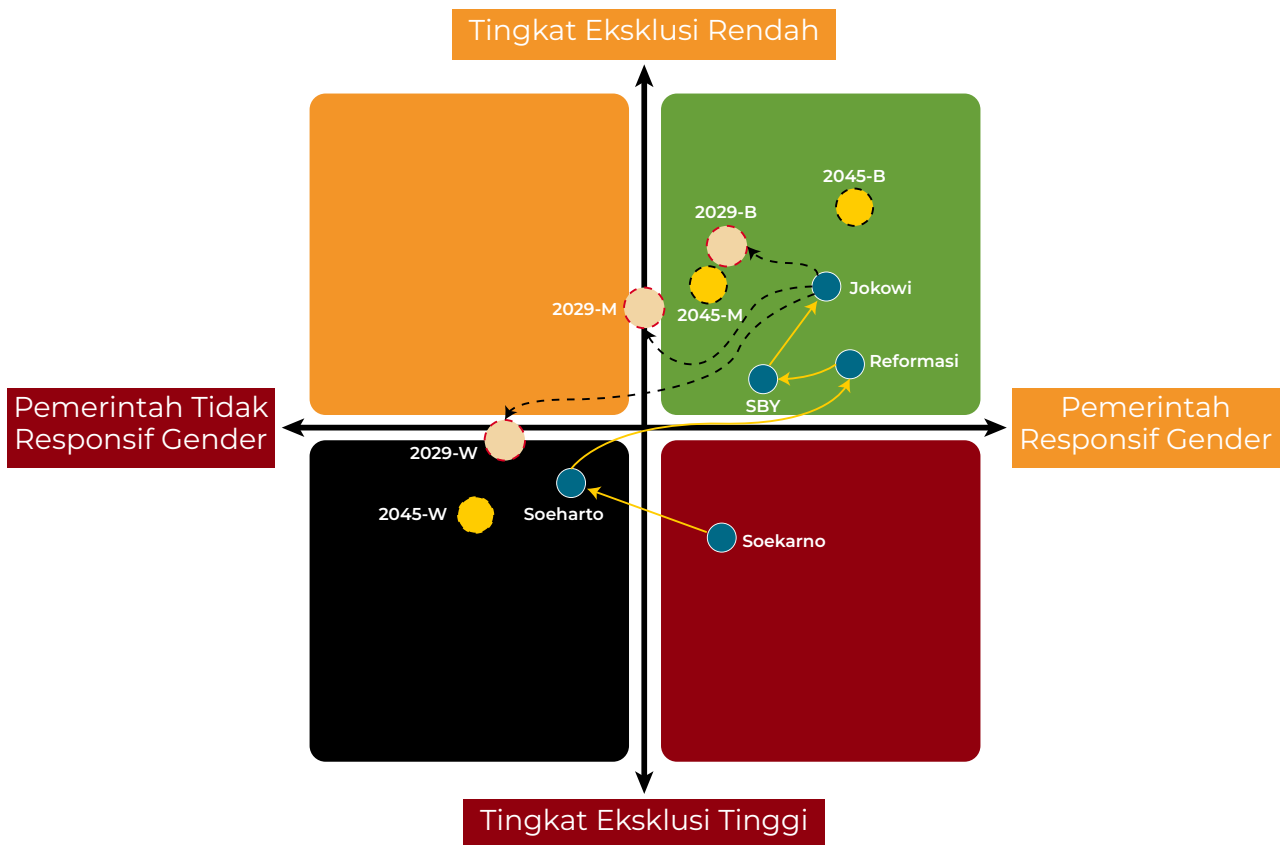 Tingkat Eksklusi Rendah
2045-B
2029-B
Jokowi
2029-M
2045-M
Reformasi
SBY
Pemerintah Tidak
Responsif Gender
Pemerintah
Responsif Gender
2029-W
2045-W
Soeharto
Soekarno
Tingkat Eksklusi Tinggi